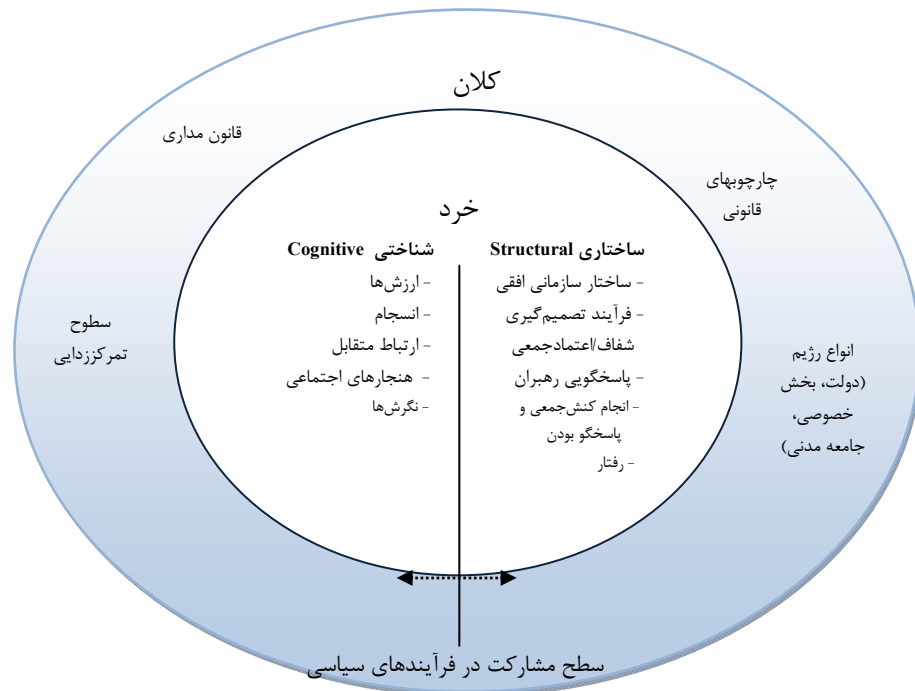 کلان
قانون مداری
چارچوبهای
قانونی
خرد
ساختاری Structural
- ساختار سازمانی افقی
- فرآیند تصمیم‌گیری
شفاف/اعتمادجمعی
- پاسخگویی رهبران
- انجام کنش‌جمعی و
پاسخگو بودن
- رفتار
شناختی Cognitive
- ارزش‌ها
- انسجام
- ارتباط متقابل
- هنجارهای اجتماعی
- نگرش‌ها
سطوح
تمرکززدایی
انواع رژیم
(دولت، بخش
خصوصی،
جامعه مدنی)
سطح مشارکت در فرآیندهای سیاسی